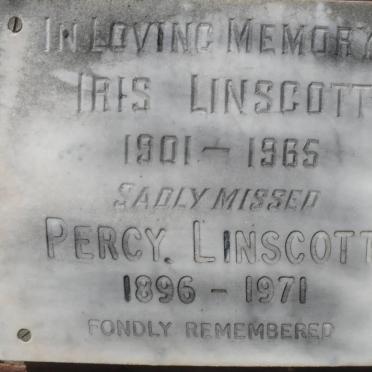 IN LOVING MEMORY
IRIS LINSCOTT
1901 - 1965
SADLY MISSED
PERCY. LINSCOTT
1896 - 1971
FONDLY REMEMBERED